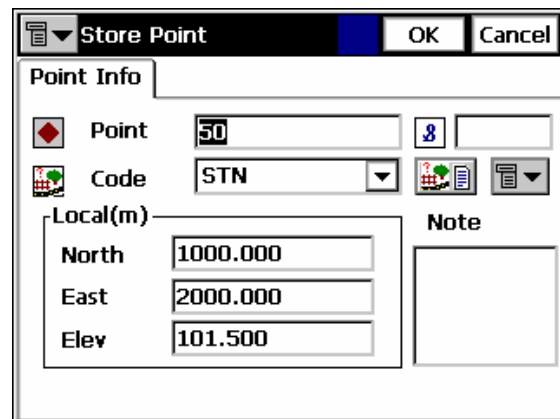 Store Point OK Cancel
Point Info
Point 50 &
Code STN
Local(m) Note
North 1000.000
East 2000.000
Elev 101.500